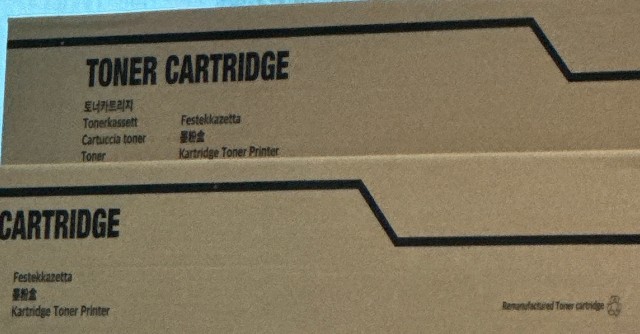 TONER CARTRIDGE
토너카트리지
Tonerkassett
Cartuccia toner
Toner
Festekkazetta
墨粉盒
Kartridge Toner Printer
CARTRIDGE
Festekkazetta
墨粉盒
Kartridge Toner Printer
Remanufactured Toner cartridge